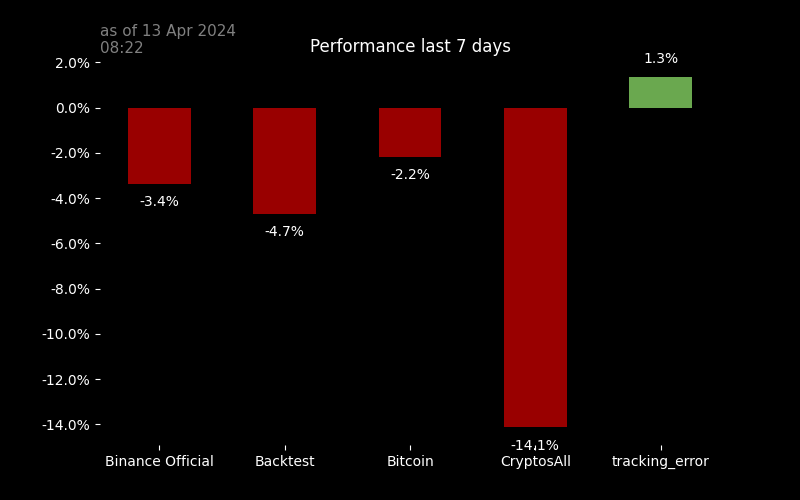 as of 13 Apr 2024
08:22
Performance last 7 days
2.0%
0.0%
-2.0%
-4.0%
-6.0%
-8.0%
-10.0%
-12.0%
-14.0%
-3.4%
-4.7%
-2.2%
-14.1%
1.3%
Binance Official
Backtest
Bitcoin
CryptosAll
tracking_error